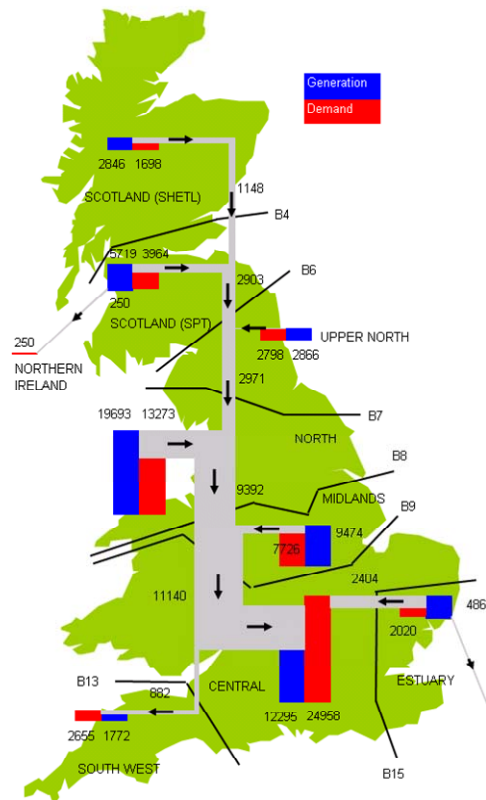 Generation
Demand
2846 1698
SCOTLAND (SHETL)
1148
B4
5719 3964
2903
B6
250
SCOTLAND (SPT)
250
NORTHERN
IRELAND
UPPER NORTH
2798 2866
2971
19693 13273
B7
NORTH
B8
9392
MIDLANDS
B9
9474
7726
2404
11140
486
2020
B13
882
CENTRAL
ESTUARY
2655 1772
12295 24958
SOUTH WEST
B15